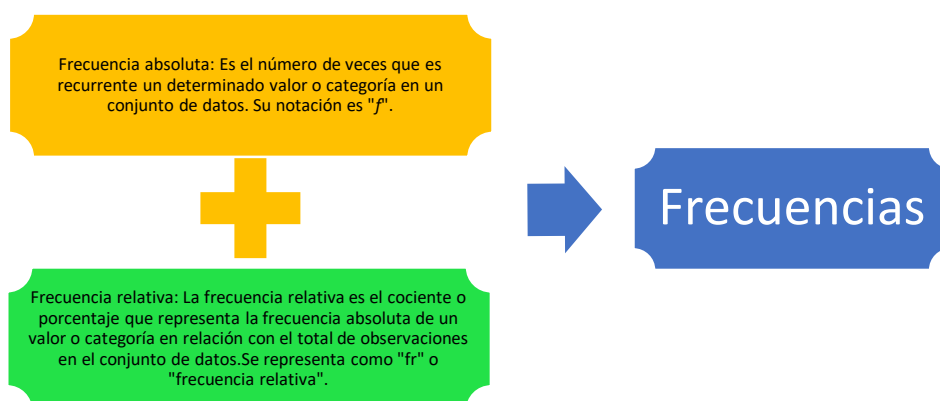 Frecuencia absoluta: Es el número de veces que es
recurrente un determinado valor o categoría en un
conjunto de datos. Su notación es "f".
Frecuencia relativa: La frecuencia relativa es el cociente o
porcentaje que representa la frecuencia absoluta de un
valor o categoría en relación con el total de observaciones
en el conjunto de datos.Se representa como "fr" o
"frecuencia relativa".
Frecuencias